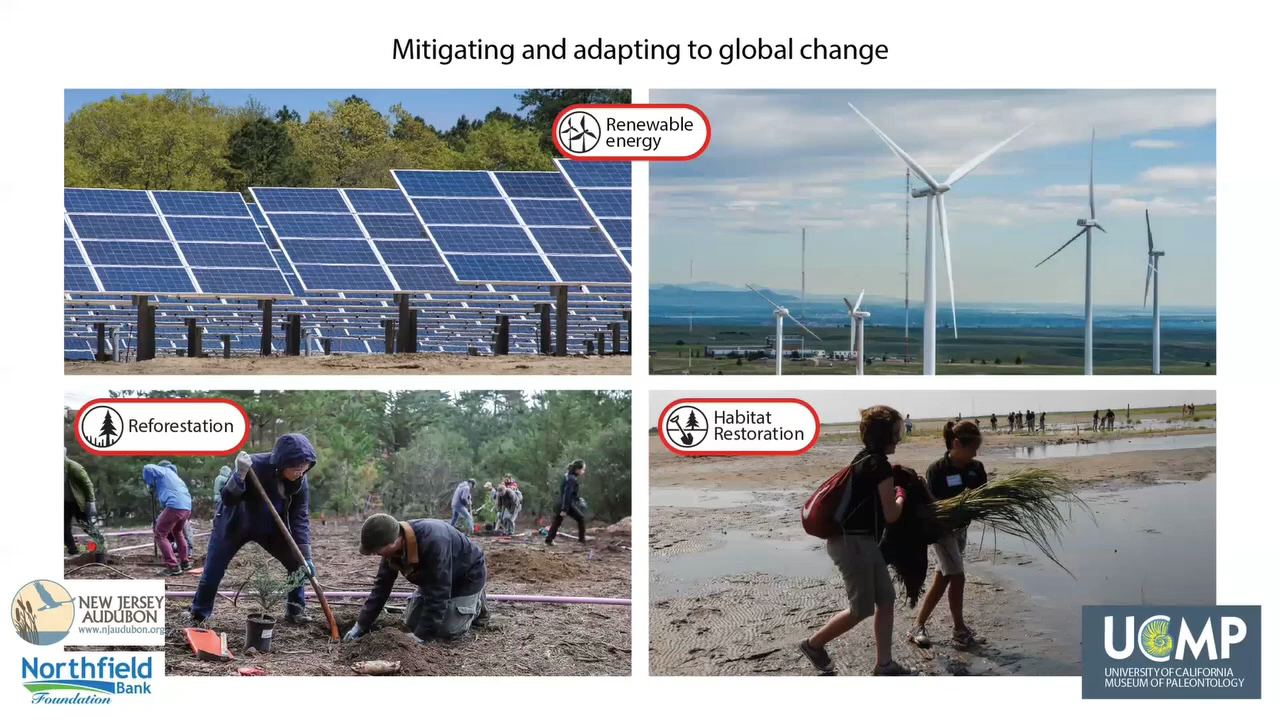 Mitigating and adapting to global change
Renewable
energy
Reforestation
Habitat
Restoration
NEW JERSEY
AUDUBON
www.njaudubon.org
Northfield
Bank
Foundation
UCMP
UNIVERSITY OF CALIFORNIA
MUSEUM OF PALEONTOLOGY